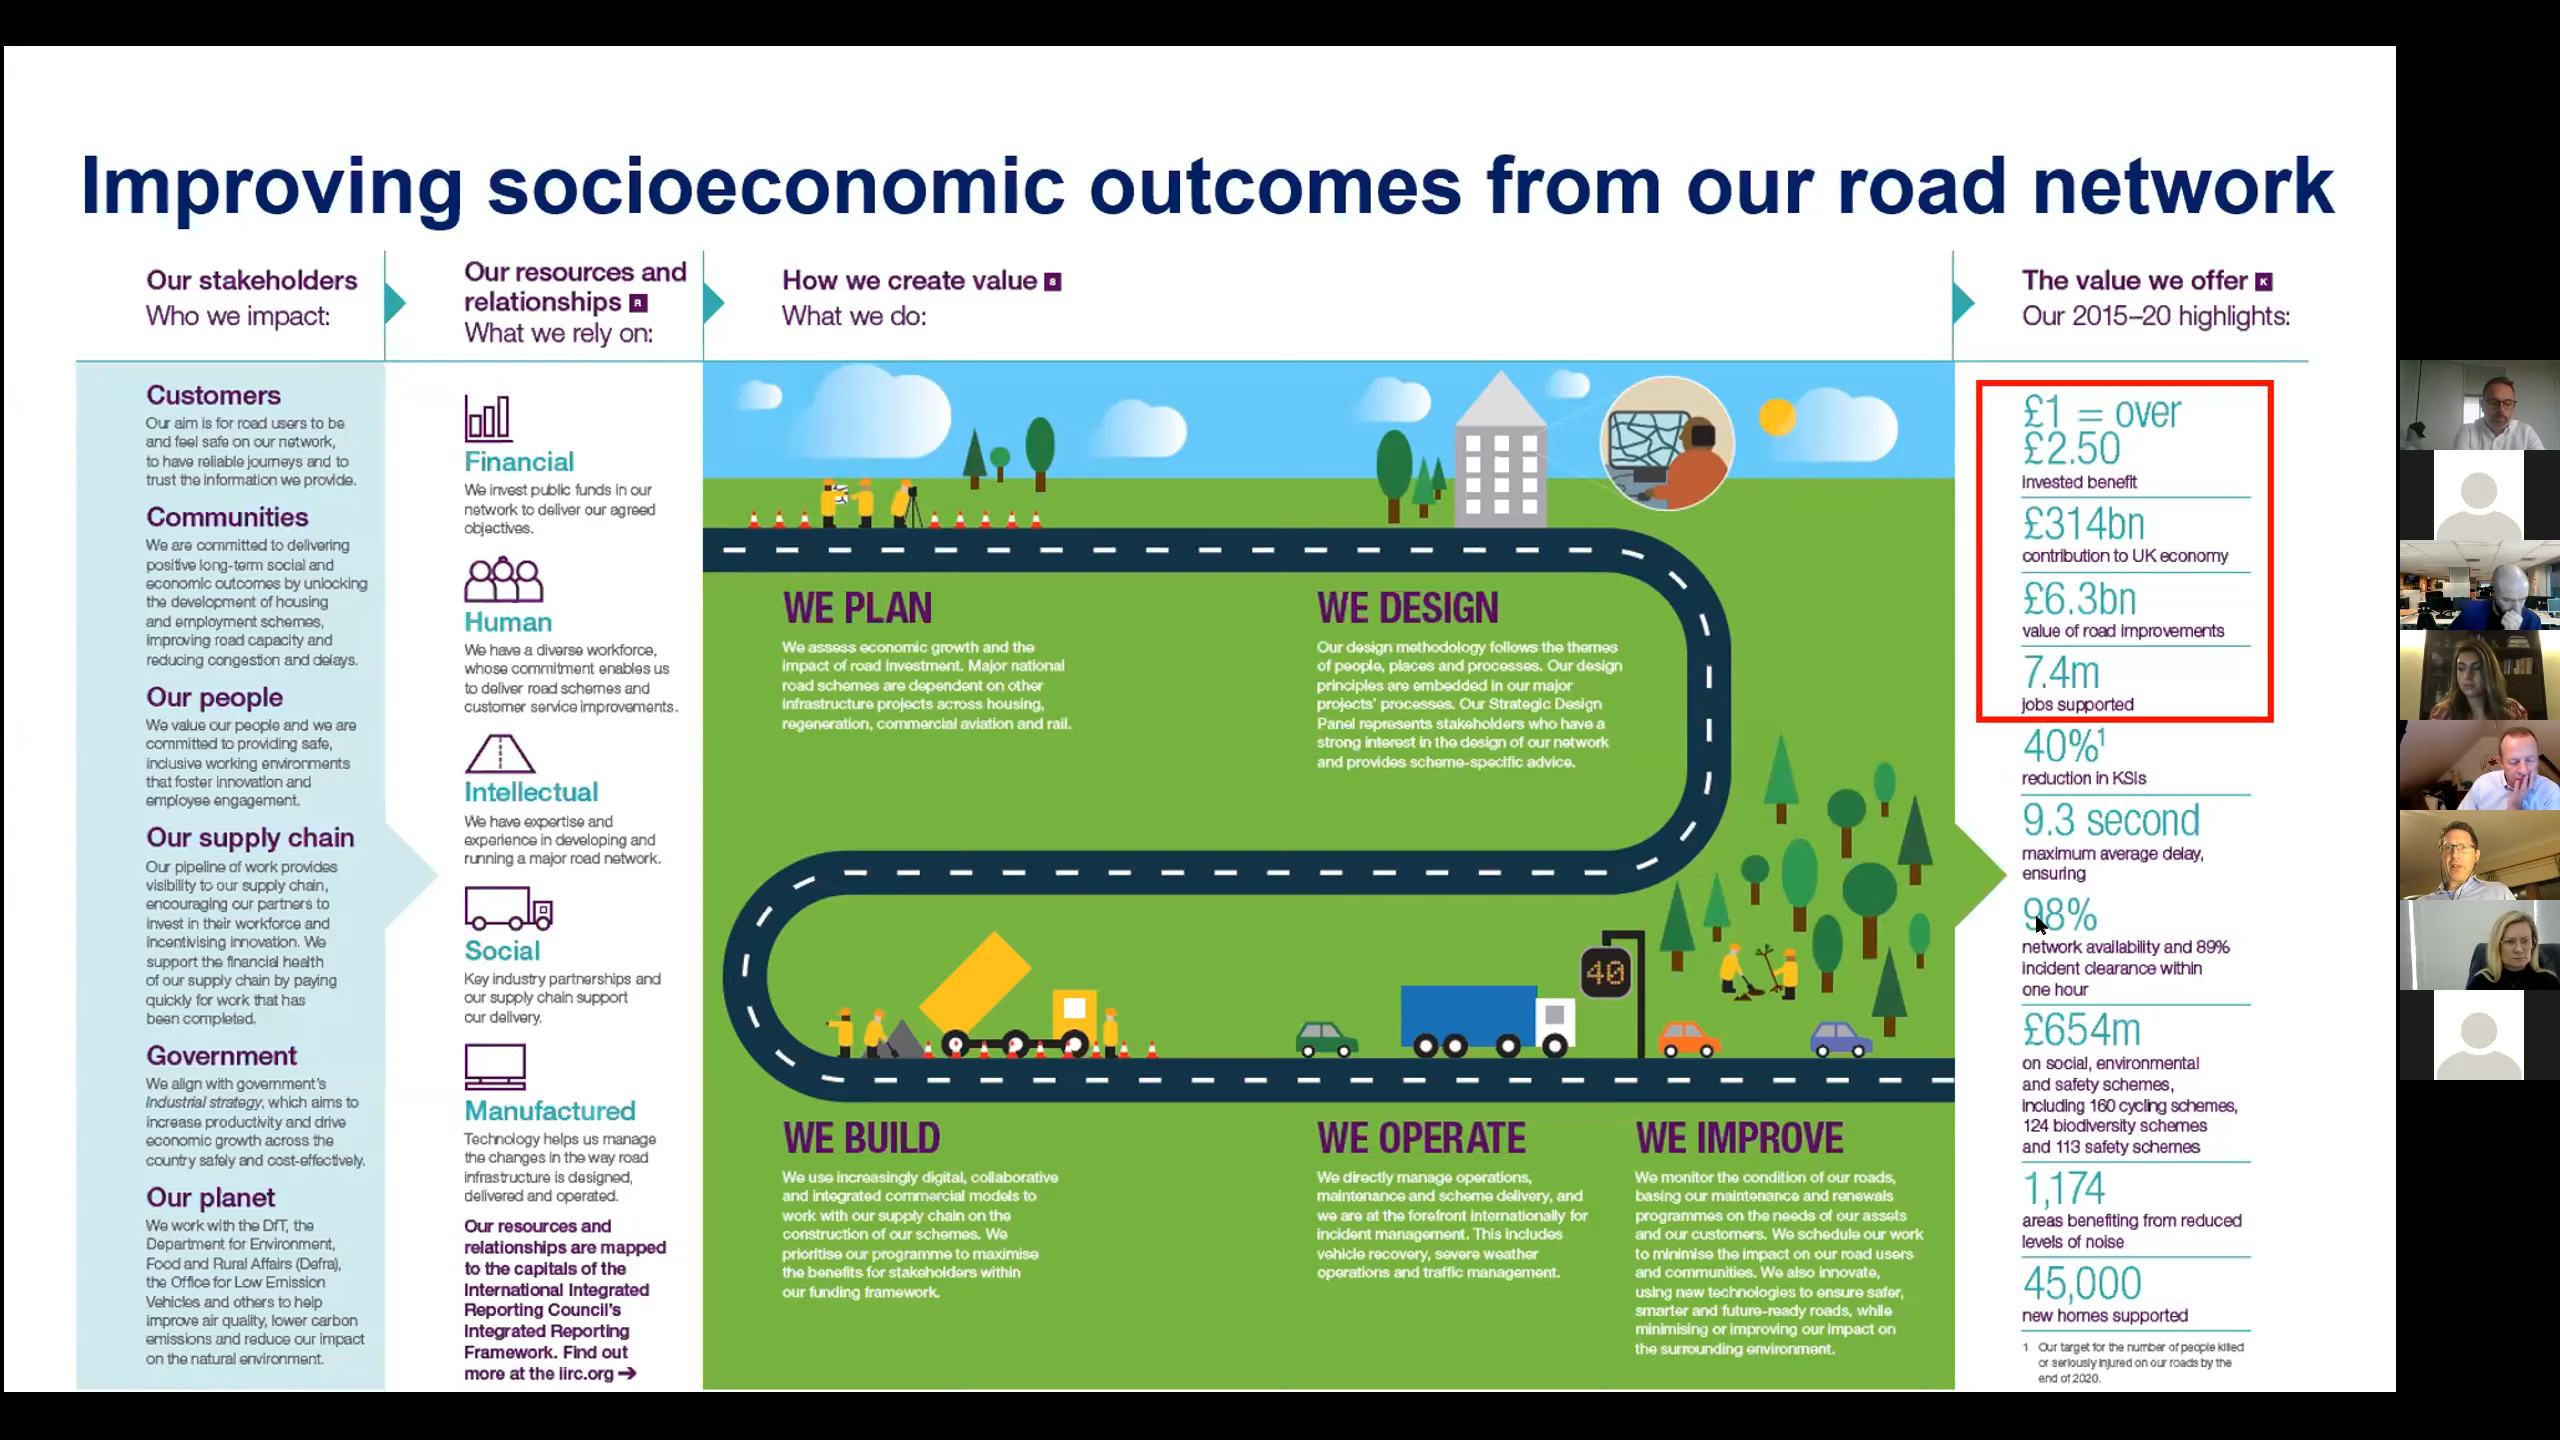 Improving socioeconomic outcomes from our road network
Our stakeholders
Who we impact:
Our resources and
relationships R
What we rely on:
How we create value S
What we do:
The value we offer K
Our 2015–20 highlights:
Customers
Our aim is for road users to be
and feel safe on our network,
to have reliable journeys and to
trust the information we provide.
Communities
We are committed to delivering
positive long-term social and
economic outcomes by unlocking
the development of housing
and employment schemes,
improving road capacity and
reducing congestion and delays.
Our people
We value our people and we are
committed to providing safe,
inclusive working environments
that foster innovation and
employee engagement.
Our supply chain
Our pipeline of work provides
visibility to our supply chain,
encouraging our partners to
invest in their workforce and
incentivising innovation. We
support the financial health
of our supply chain by paying
quickly for work that has
been completed.
Government
We align with government's
Industrial strategy, which aims to
increase productivity and drive
economic growth across the
country safely and cost-effectively.
Our planet
We work with the DfT, the
Department for Environment,
Food and Rural Affairs (Defra),
the Office for Low Emission
Vehicles and others to help
improve air quality, lower carbon
emissions and reduce our impact
on the natural environment.
Financial
We invest public funds in our
network to deliver our agreed
objectives.
Human
We have a diverse workforce,
whose commitment enables us
to deliver road schemes and
customer service improvements.
Intellectual
We have expertise and
experience in developing and
running a major road network.
Social
Key industry partnerships and
our supply chain support
our delivery.
Manufactured
Technology helps us manage
the changes in the way road
infrastructure is designed,
delivered and operated.
Our resources and
relationships are mapped
to the capitals of the
International Integrated
Reporting Council's
Integrated Reporting
Framework. Find out
more at the iirc.org →
WE PLAN
We assess economic growth and the
impact of road investment. Major national
road schemes are dependent on other
infrastructure projects across housing,
regeneration, commercial aviation and rail.
WE DESIGN
Our design methodology follows the themes
of people, places and processes. Our design
principles are embedded in our major
projects' processes. Our Strategic Design
Panel represents stakeholders who have a
strong interest in the design of our network
and provides scheme-specific advice.
40
WE BUILD
We use increasingly digital, collaborative
and integrated commercial models to
work with our supply chain on the
construction of our schemes. We
prioritise our programme to maximise
the benefits for stakeholders within
our funding framework.
WE OPERATE
We directly manage operations,
maintenance and scheme delivery, and
we are at the forefront internationally for
incident management. This includes
vehicle recovery, severe weather
operations and traffic management.
WE IMPROVE
We monitor the condition of our roads,
basing our maintenance and renewals
programmes on the needs of our assets
and our customers. We schedule our work
to minimise the impact on our road users
and communities. We also innovate,
using new technologies to ensure safer,
smarter and future-ready roads, while
minimising or improving our impact on
the surrounding environment.
£1 = over
£2.50
invested benefit
£314bn
contribution to UK economy
£6.3bn
value of road improvements
7.4m
jobs supported
40%¹
reduction in KSIs
9.3 second
maximum average delay,
ensuring
98%
network availability and 89%
incident clearance within
one hour
£654m
on social, environmental
and safety schemes,
including 160 cycling schemes,
124 biodiversity schemes
and 113 safety schemes
1,174
areas benefiting from reduced
levels of noise
45,000
new homes supported
1 Our target for the number of people killed
or seriously injured on our roads by the
end of 2020.